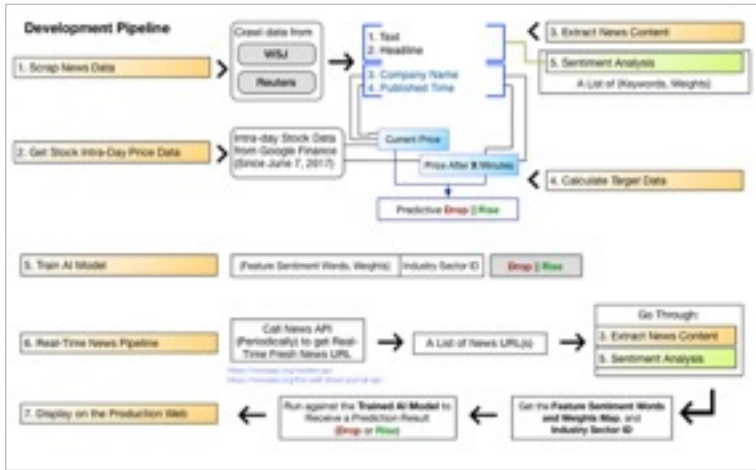 Development Pipeline
1. Scrap News Data
Crawl data from
WSJ
Reuters
1. Text
2. Headline
3. Company Name
4. Published Time
3. Extract News Content
5. Sentiment Analysis
A List of (Keywords, Weights)
2. Get Stock Intra-Day Price Data
Intra-day Stock Data
from Google Finance
(Since June 7, 2017)
Current Price
Price After X Minutes
4. Calculate Target Data
Predictive Drop || Rise
5. Train AI Model
(Feature Sentiment Words, Weights)
Industry Sector ID
Drop || Rise
6. Real-Time News Pipeline
Call News API
(Periodically) to get Real-
Time Fresh News URL
A List of News URL(s)
Go Through:
3. Extract News Content
5. Sentiment Analysis
7. Display on the Production Web
Run against the Trained AI Model to
Receive a Prediction Result
(Drop or Rise)
Get the Feature Sentiment Words
and Weights Map, and
Industry Sector ID